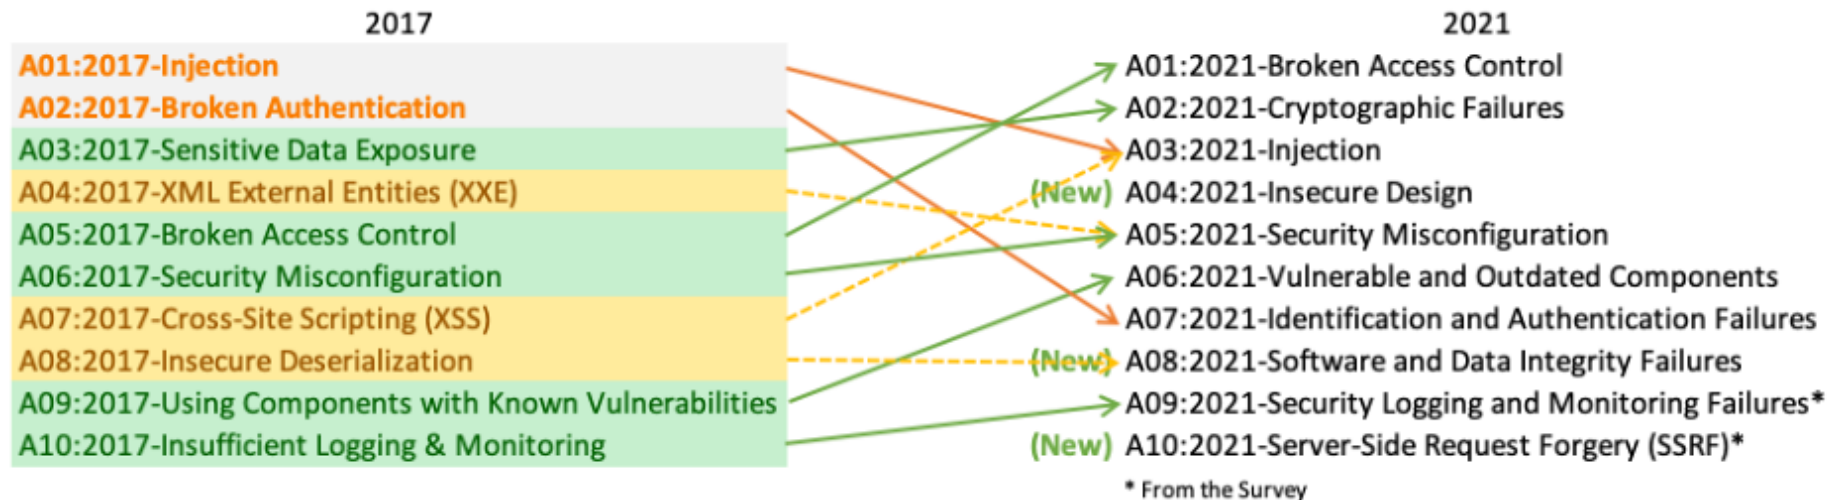 2017
A01:2017-Injection
A02:2017-Broken Authentication
A03:2017-Sensitive Data Exposure
A04:2017-XML External Entities (XXE)
A05:2017-Broken Access Control
A06:2017-Security Misconfiguration
A07:2017-Cross-Site Scripting (XSS)
A08:2017-Insecure Deserialization
A09:2017-Using Components with Known Vulnerabilities
A10:2017-Insufficient Logging & Monitoring
2021
A01:2021-Broken Access Control
A02:2021-Cryptographic Failures
A03:2021-Injection
(New) A04:2021-Insecure Design
A05:2021-Security Misconfiguration
A06:2021-Vulnerable and Outdated Components
A07:2021-Identification and Authentication Failures
(New) A08:2021-Software and Data Integrity Failures
A09:2021-Security Logging and Monitoring Failures*
(New) A10:2021-Server-Side Request Forgery (SSRF)*
* From the Survey